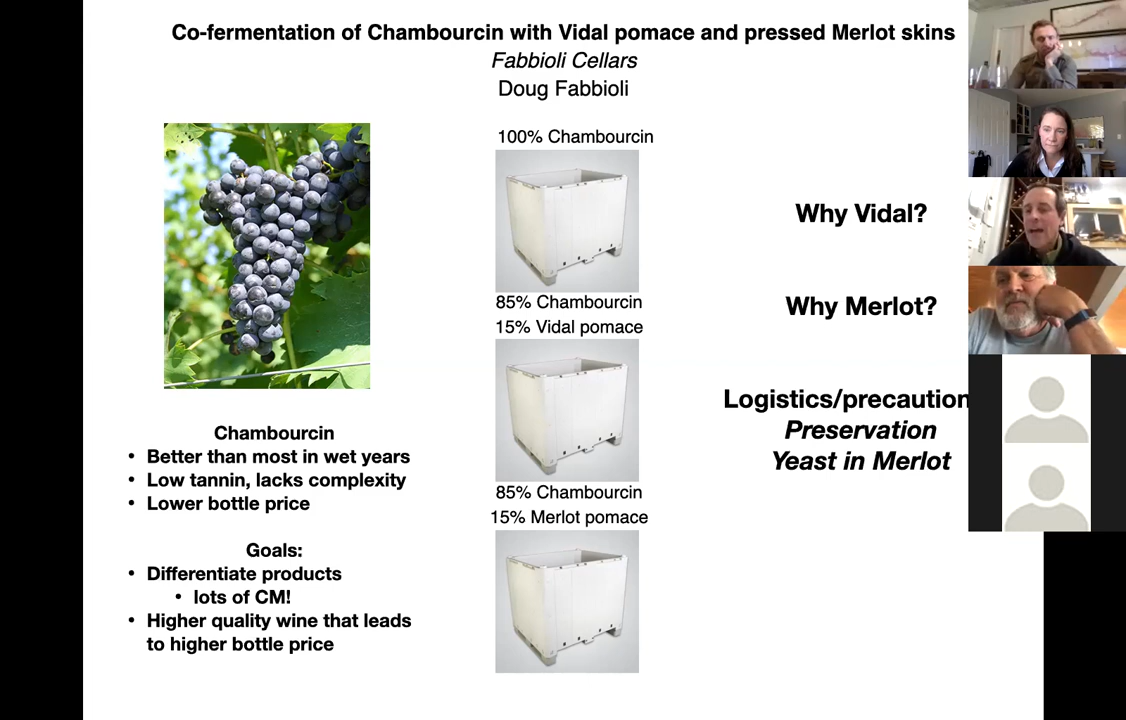 Co-fermentation of Chambourcin with Vidal pomace and pressed Merlot skins
Fabbioli Cellars
Doug Fabbioli
100% Chambourcin
85% Chambourcin
15% Vidal pomace
85% Chambourcin
15% Merlot pomace
Chambourcin
• Better than most in wet years
• Low tannin, lacks complexity
• Lower bottle price
Goals:
• Differentiate products
• lots of CM!
• Higher quality wine that leads
to higher bottle price
Why Vidal?
Why Merlot?
Logistics/precaution
Preservation
Yeast in Merlot